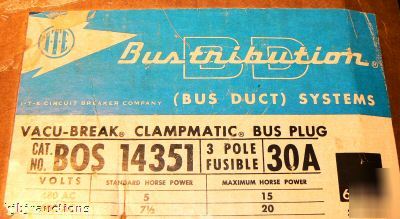 ITE
Bustribution®
BD
I-T-E CIRCUIT BREAKER COMPANY
(BUS DUCT) SYSTEMS
VACU-BREAK® CLAMPMATIC® BUS PLUG
CAT. NO. BOS 14351 3 POLE FUSIBLE 30A
VOLTS STANDARD HORSE POWER MAXIMUM HORSE POWER
5 15
7½ 20
jbjrauctions